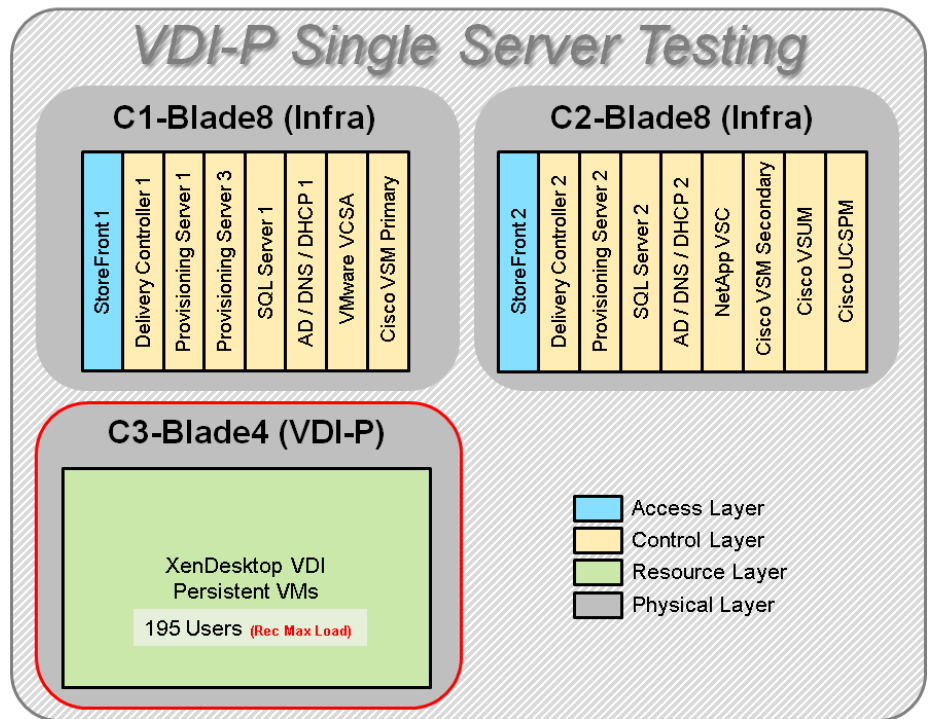 VDI-P Single Server Testing
C1-Blade8 (Infra)
StoreFront 1
Delivery Controller 1
Provisioning Server 1
Provisioning Server 3
SQL Server 1
AD / DNS / DHCP 1
VMware VCSA
Cisco VSM Primary
C2-Blade8 (Infra)
StoreFront 2
Delivery Controller 2
Provisioning Server 2
SQL Server 2
AD / DNS / DHCP 2
NetApp VSC
Cisco VSM Secondary
Cisco VSUM
Cisco UCSPM
C3-Blade4 (VDI-P)
XenDesktop VDI
Persistent VMs
195 Users (Rec Max Load)
Access Layer
Control Layer
Resource Layer
Physical Layer